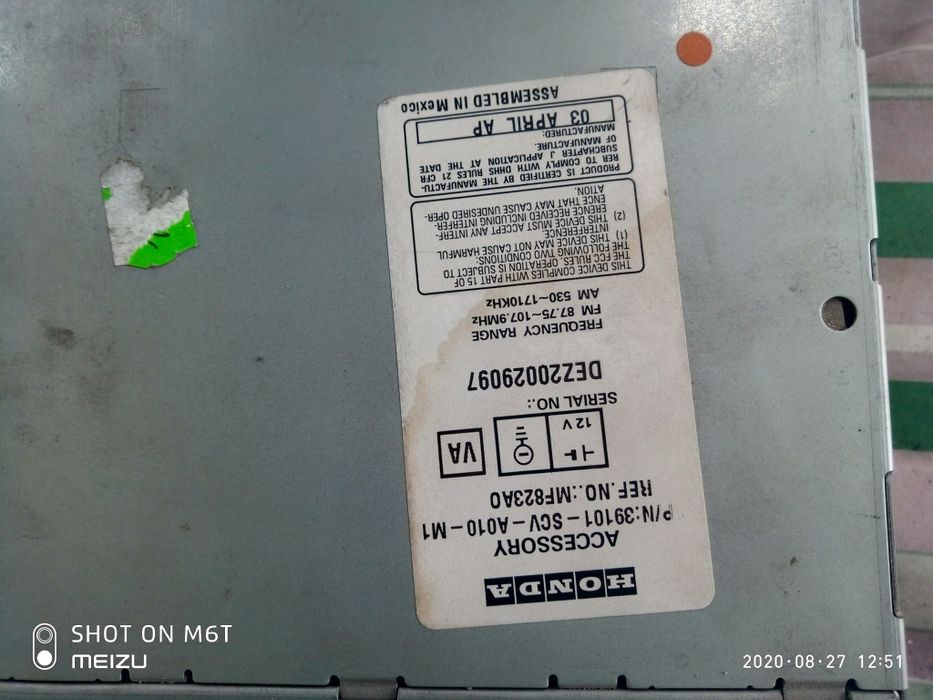 HONDA
ACCESSORY
P/N:39101-SCV-A010-M1
REF.NO.:MF823A0
12V
VA
SERIAL NO.:
DEZ20029097
FREQUENCY RANGE
FM 87.75~107.9MHz
AM 530~1710KHz
THIS DEVICE COMPLIES WITH PART 15 OF
THE FCC RULES. OPERATION IS SUBJECT TO
THE FOLLOWING TWO CONDITIONS:
(1) THIS DEVICE MAY NOT CAUSE HARMFUL
INTERFERENCE.
(2) THIS DEVICE MUST ACCEPT ANY INTERF-
ERENCE RECEIVED INCLUDING INTERFER-
ENCE THAT MAY CAUSE UNDESIRED OPER-
ATION.
PRODUCT IS CERTIFIED BY THE MANUFACTU-
RER TO COMPLY WITH DHHS RULES 21 CFR
SUBCHAPTER J APPLICATION AT THE DATE
OF MANUFACTURE.
MANUFACTURED:
03 APRIL AP
ASSEMBLED IN Mexico
SHOT ON M6T
MEIZU
2020-08-27 12:51